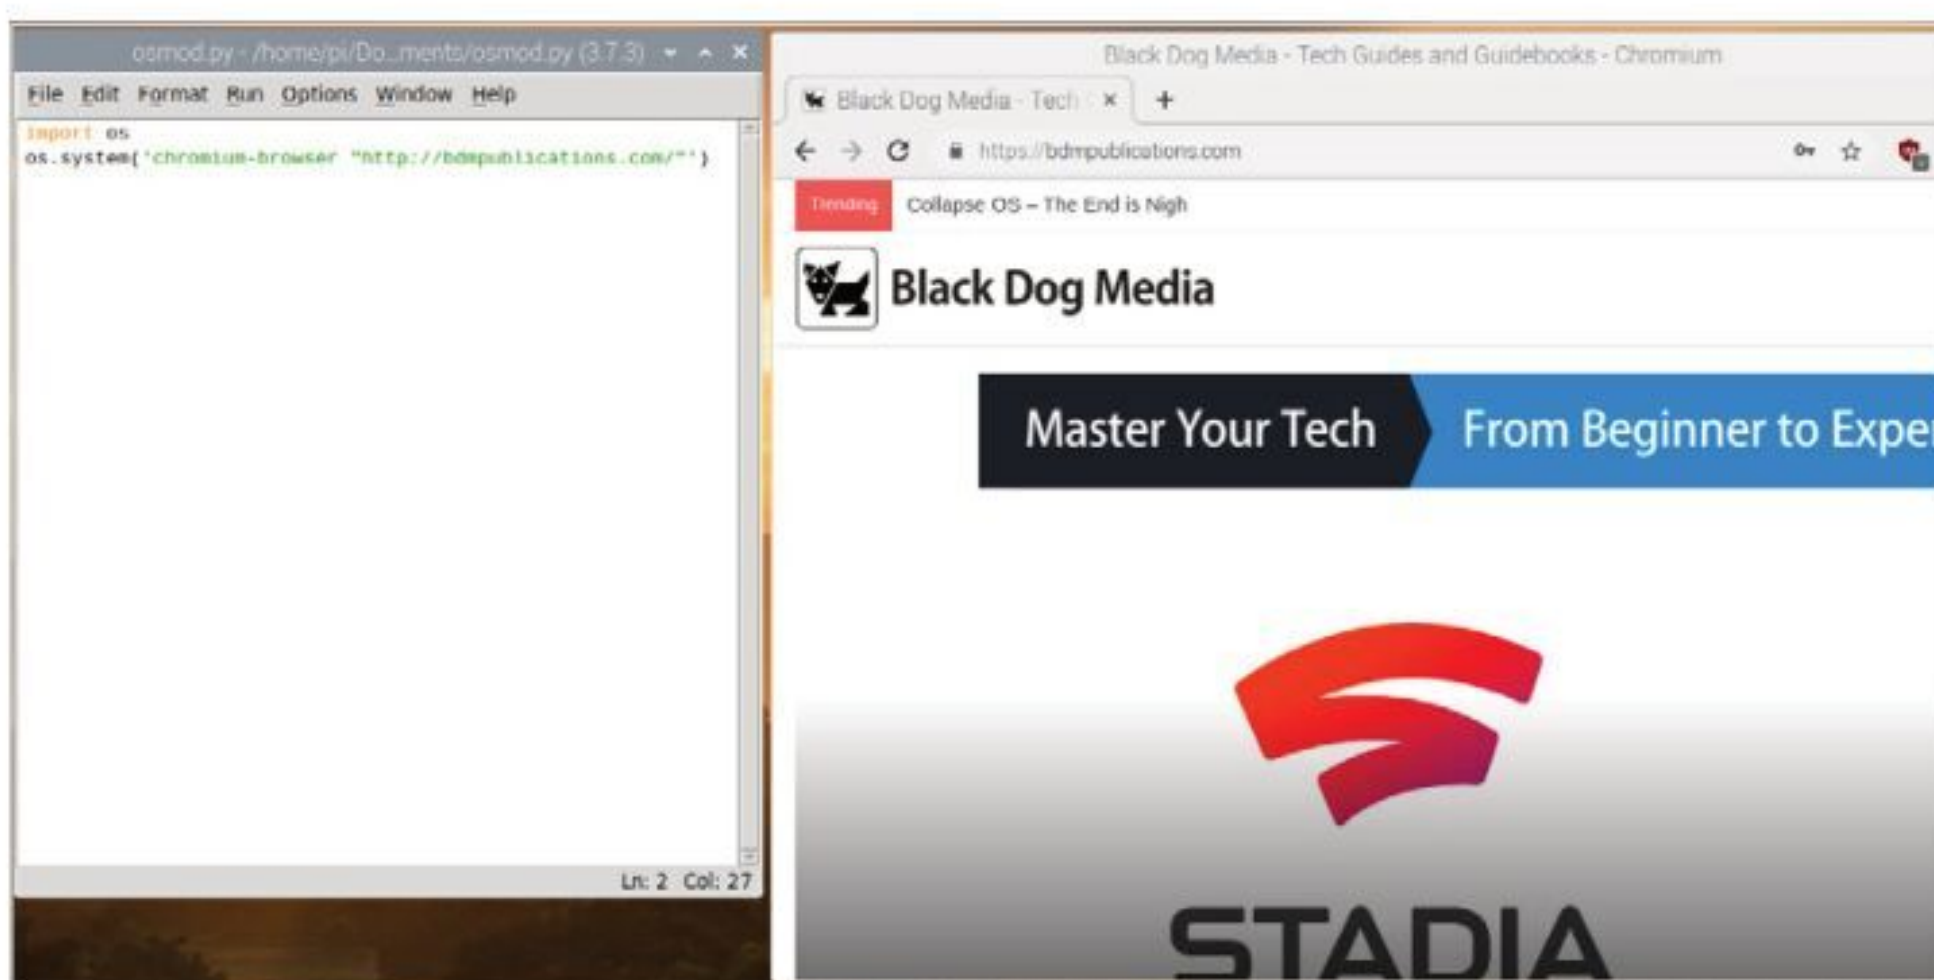 osmod.py - /home/pi/Do...ments/osmod.py (3.7.3)
File Edit Format Run Options Window Help
import os
os.system('chromium-browser "http://bdmpublications.com/"')
Ln: 2 Col: 27
Black Dog Media - Tech Guides and Guidebooks - Chromium
Black Dog Media - Tech
https://bdmpublications.com
Trending Collapse OS – The End is Nigh
Black Dog Media
Master Your Tech From Beginner to Exper
STADIA